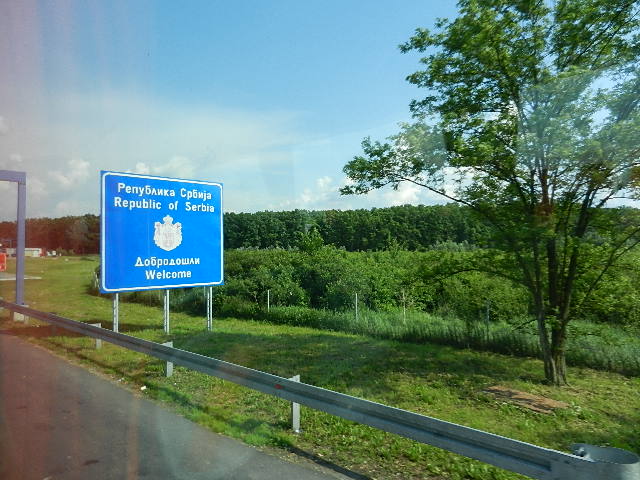 Република Србија
Republic of Serbia
Добродошли
Welcome